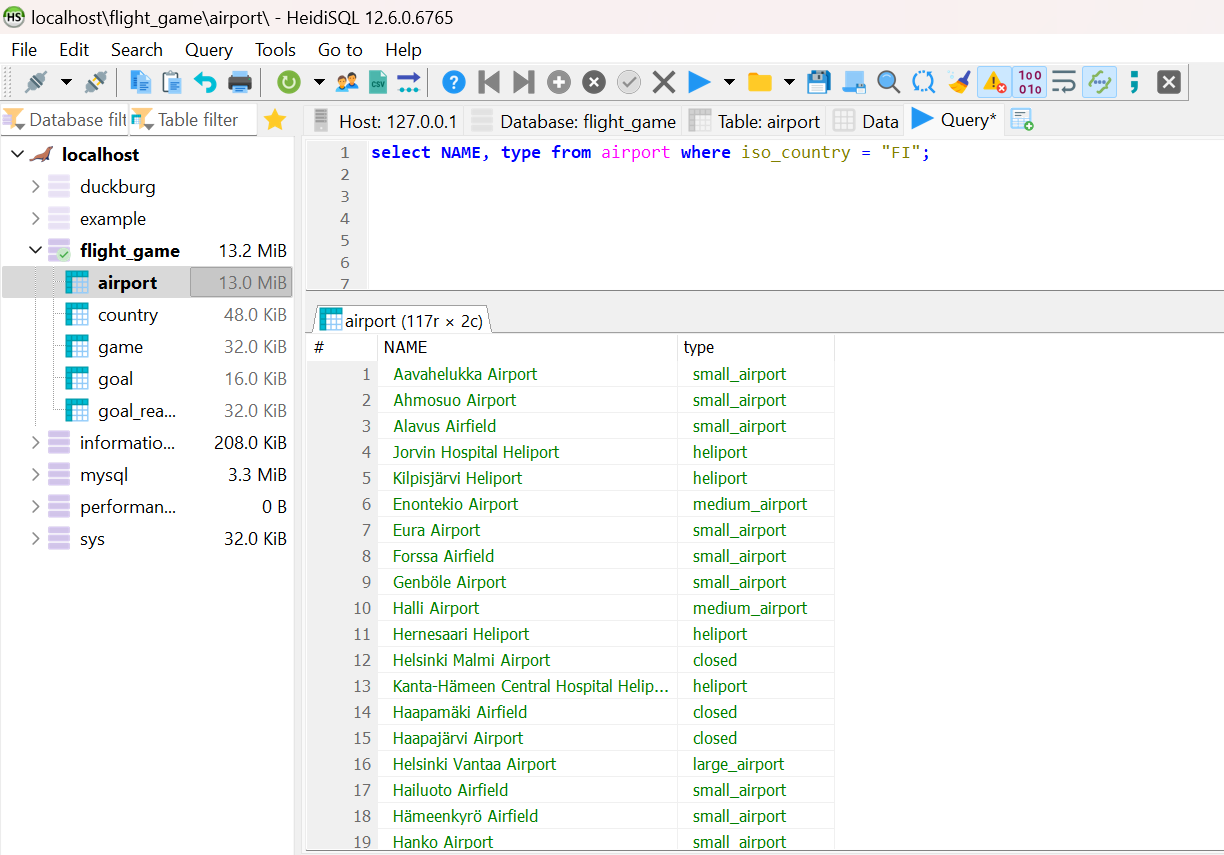 HS localhost\flight_game\airport\ - HeidiSQL 12.6.0.6765
File Edit Search Query Tools Go to Help
CSV 100 010
Database filt Table filter Host: 127.0.0.1 Database: flight_game Table: airport Data Query*
localhost
duckburg
example
flight_game 13.2 MiB
airport 13.0 MiB
country 48.0 KiB
game 32.0 KiB
goal 16.0 KiB
goal_rea... 32.0 KiB
informatio... 208.0 KiB
mysql 3.3 MiB
performan... 0 B
sys 32.0 KiB
1 select NAME, type from airport where iso_country = "FI";
2
3
4
5
6
7
airport (117r × 2c)
# NAME type
1 Aavahelukka Airport small_airport
2 Ahmosuo Airport small_airport
3 Alavus Airfield small_airport
4 Jorvin Hospital Heliport heliport
5 Kilpisjärvi Heliport heliport
6 Enontekio Airport medium_airport
7 Eura Airport small_airport
8 Forssa Airfield small_airport
9 Genböle Airport small_airport
10 Halli Airport medium_airport
11 Hernesaari Heliport heliport
12 Helsinki Malmi Airport closed
13 Kanta-Hämeen Central Hospital Helip... heliport
14 Haapamäki Airfield closed
15 Haapajärvi Airport closed
16 Helsinki Vantaa Airport large_airport
17 Hailuoto Airfield small_airport
18 Hämeenkyrö Airfield small_airport
19 Hanko Airport small_airport